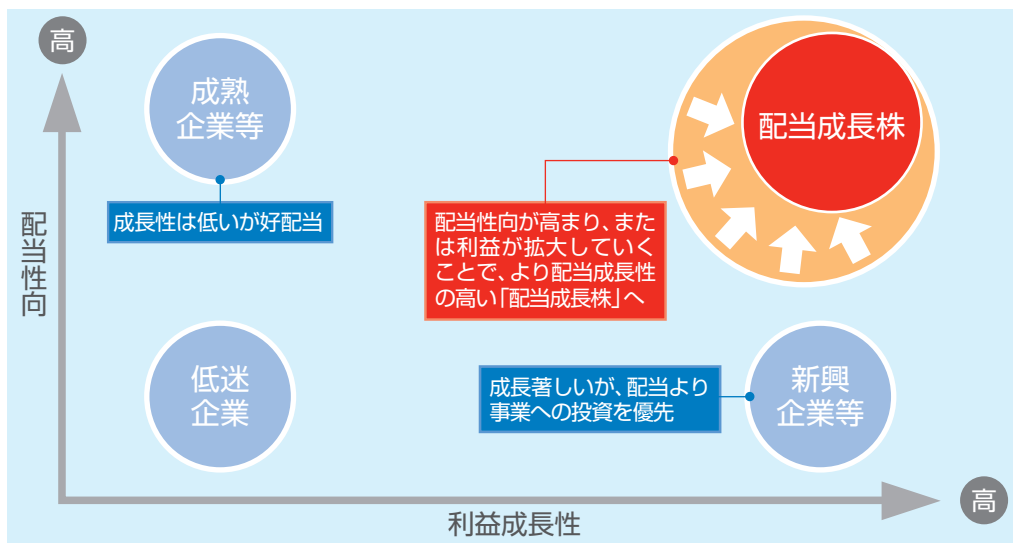 高
成熟
企業等
成長性は低いが好配当
配当成長株
配当性向が高まり、また
は利益が拡大していく
ことで、より配当成長性
の高い「配当成長株」へ
配当性向
低迷
企業
成長著しいが、配当より
事業への投資を優先
新興
企業等
高
利益成長性